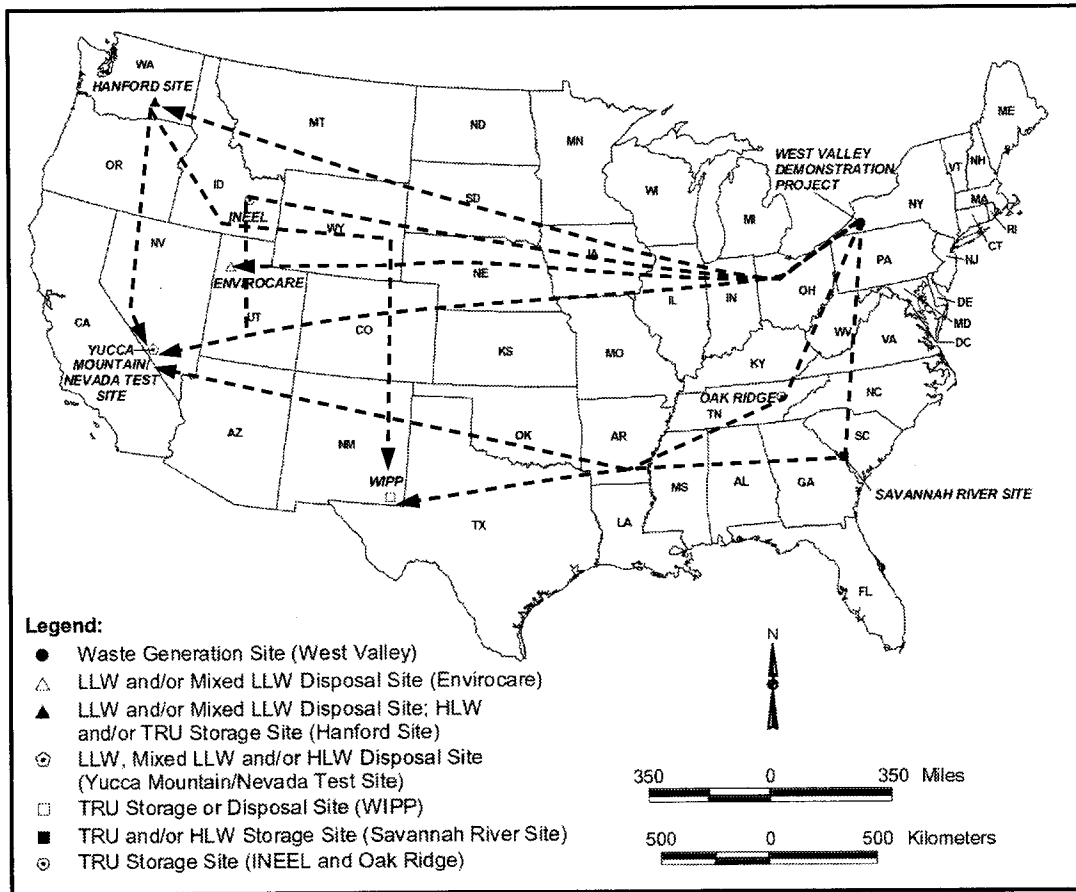 WA
HANFORD SITE
MT
ND
MN
ME
OR
ID
SD
WI
MI
WEST VALLEY
DEMONSTRATION
PROJECT
VT
NH
NY
MA
RI
CT
INEEL
WY
IA
NV
NE
PA
NJ
ENVIROCARE
IL
IN
OH
DE
MD
DC
CA
UT
CO
KS
MO
WV
VA
KY
YUCCA
MOUNTAIN/
NEVADA TEST
SITE
OAK RIDGE
TN
NC
AZ
NM
OK
AR
SC
WIPP
MS
AL
GA
SAVANNAH RIVER SITE
TX
LA
FL
Legend:
Waste Generation Site (West Valley)
LLW and/or Mixed LLW Disposal Site (Envirocare)
LLW and/or Mixed LLW Disposal Site; HLW
and/or TRU Storage Site (Hanford Site)
LLW, Mixed LLW and/or HLW Disposal Site
(Yucca Mountain/Nevada Test Site)
TRU Storage or Disposal Site (WIPP)
TRU and/or HLW Storage Site (Savannah River Site)
TRU Storage Site (INEEL and Oak Ridge)
N
350 0 350 Miles
500 0 500 Kilometers